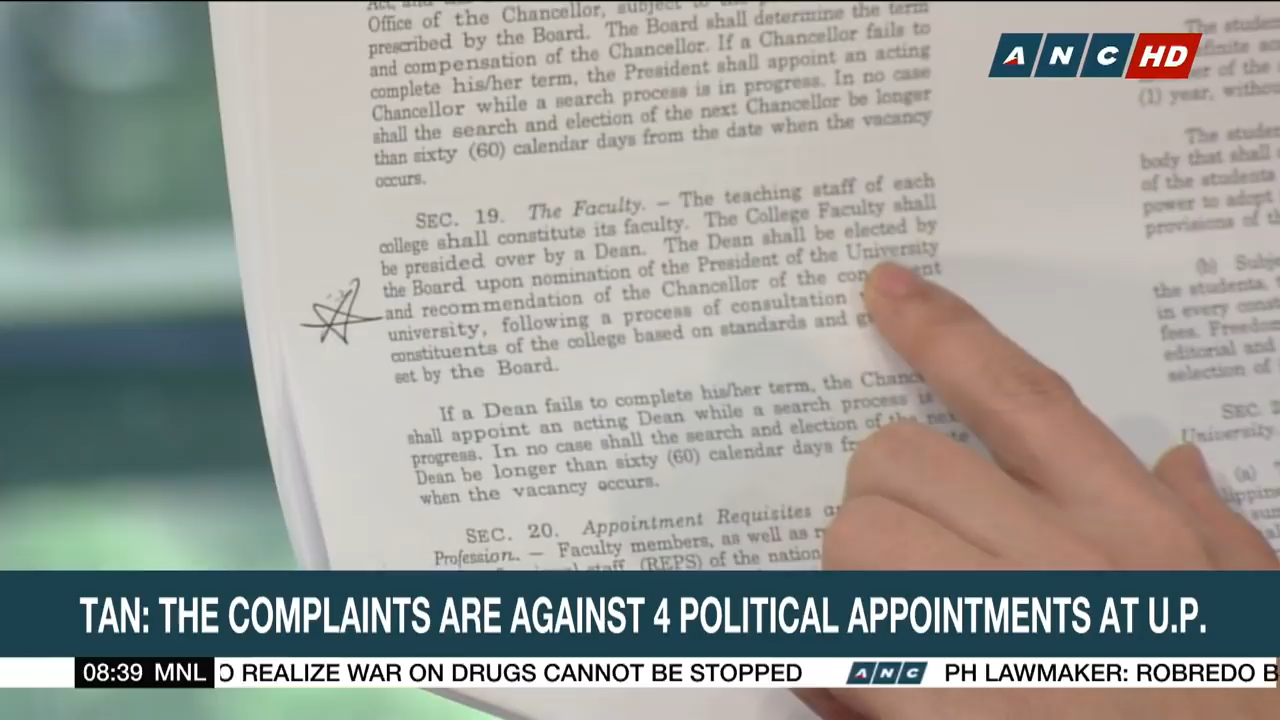 Office of the Chancellor, subject to the
prescribed by the Board. The Board shall determine the term
and compensation of the Chancellor. If a Chancellor fails to
complete his/her term, the President shall appoint an acting
Chancellor while a search process is in progress. In no case
shall the search and election of the next Chancellor be longer
than sixty (60) calendar days from the date when the vacancy
occurs.
SEC. 19. The Faculty. – The teaching staff of each
college shall constitute its faculty. The College Faculty shall
be presided over by a Dean. The Dean shall be elected by
the Board upon nomination of the President of the University
and recommendation of the Chancellor of the
university, following a process of consultation
constituents of the college based on standards and
set by the Board.
If a Dean fails to complete his/her term, the
shall appoint an acting Dean while a search process is
progress. In no case shall the search and election of the next
Dean be longer than sixty (60) calendar days
when the vacancy occurs.
SEC. 20. Appointment Requisites
Profession. – Faculty members, as well as
staff (REPS) of the
The
of the
(1) year,
The
body that shall
of the students
power to adopt
provisions of
(b)
the students,
in every
fees.
editorial and
selection of
SEC.
University.
(a)
ANC HD
TAN: THE COMPLAINTS ARE AGAINST 4 POLITICAL APPOINTMENTS AT U.P.
08:39 MNL O REALIZE WAR ON DRUGS CANNOT BE STOPPED ANC PH LAWMAKER: ROBREDO B